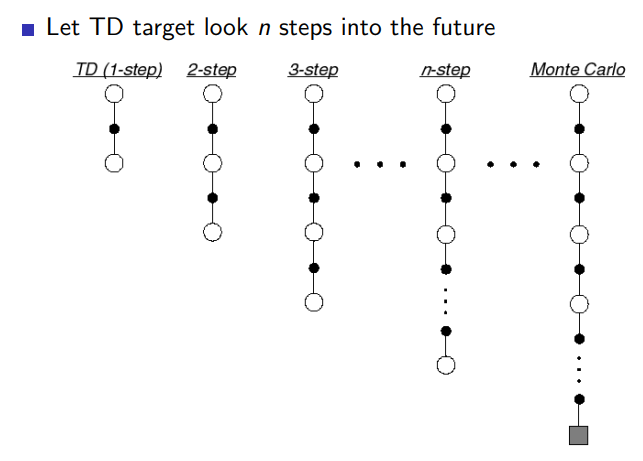 Let TD target look n steps into the future
TD (1-step) 2-step 3-step n-step Monte Carlo